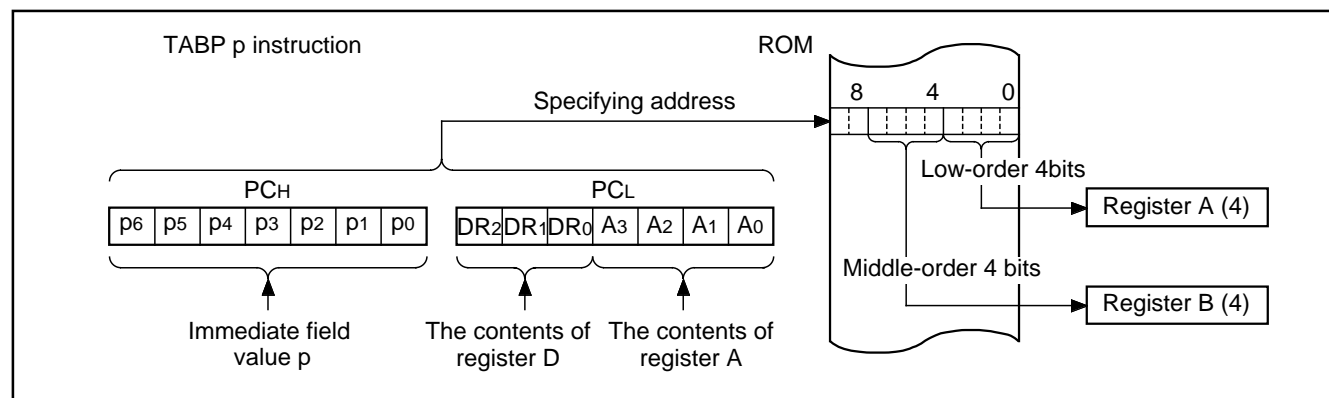 TABP p instruction
ROM
Specifying address
8 4 0
PCH
PCL
p6 p5 p4 p3 p2 p1 p0
DR2 DR1 DR0 A3 A2 A1 A0
Low-order 4bits
Register A (4)
Middle-order 4 bits
Register B (4)
Immediate field
value p
The contents of
register D
The contents of
register A